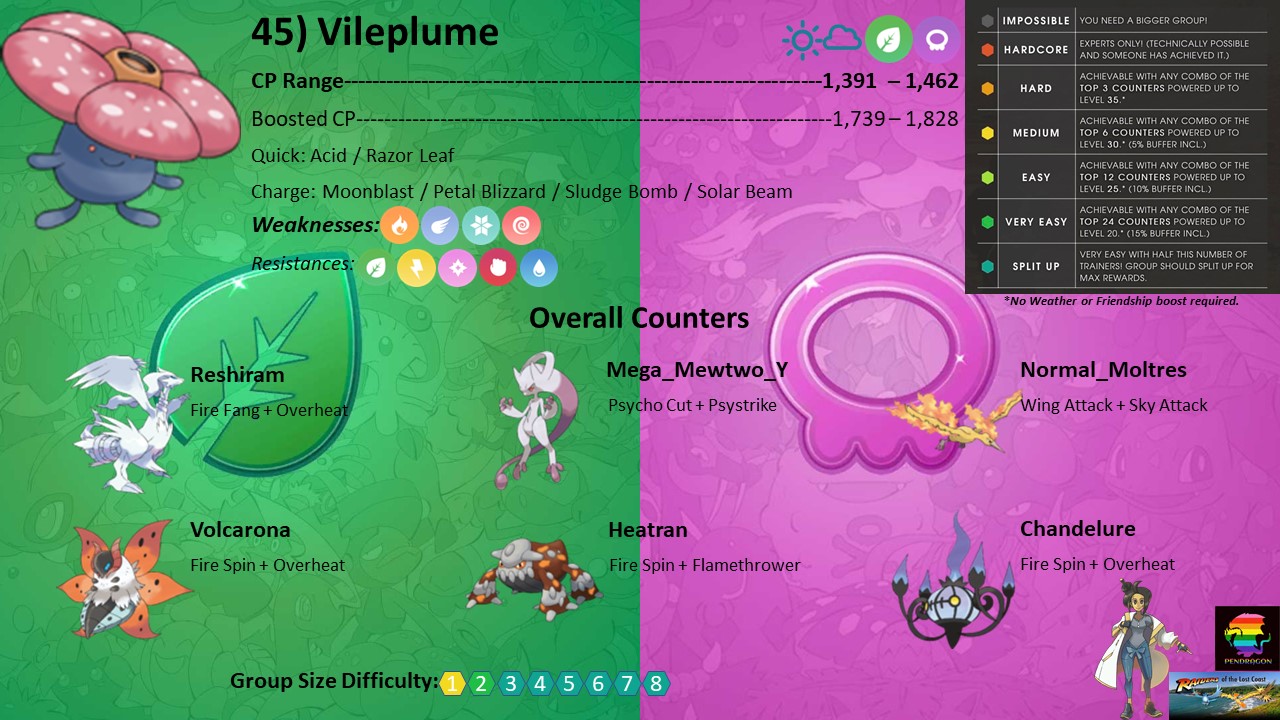 45) Vileplume
CP Range--------------------------------------------------------------------1,391 – 1,462
Boosted CP--------------------------------------------------------------------1,739 – 1,828
Quick: Acid / Razor Leaf
Charge: Moonblast / Petal Blizzard / Sludge Bomb / Solar Beam
Weaknesses:
Resistances:
IMPOSSIBLE YOU NEED A BIGGER GROUP!
HARDCORE EXPERTS ONLY! (TECHNICALLY POSSIBLE
AND SOMEONE HAS ACHIEVED IT.)
HARD ACHIEVABLE WITH ANY COMBO OF THE
TOP 3 COUNTERS POWERED UP TO
LEVEL 35.*
MEDIUM ACHIEVABLE WITH ANY COMBO OF THE
TOP 6 COUNTERS POWERED UP TO
LEVEL 30.* (5% BUFFER INCL.)
EASY ACHIEVABLE WITH ANY COMBO OF THE
TOP 12 COUNTERS POWERED UP TO
LEVEL 25.* (10% BUFFER INCL.)
VERY EASY ACHIEVABLE WITH ANY COMBO OF THE
TOP 24 COUNTERS POWERED UP TO
LEVEL 20.* (15% BUFFER INCL.)
SPLIT UP VERY EASY WITH HALF THIS NUMBER OF
TRAINERS! GROUP SHOULD SPLIT UP FOR
MAX REWARDS.
*No Weather or Friendship boost required.
Overall Counters
Reshiram
Fire Fang + Overheat
Mega_Mewtwo_Y
Psycho Cut + Psystrike
Normal_Moltres
Wing Attack + Sky Attack
Volcarona
Fire Spin + Overheat
Heatran
Fire Spin + Flamethrower
Chandelure
Fire Spin + Overheat
Group Size Difficulty: 1 2 3 4 5 6 7 8
PENDRAGON
RAIDERS of the Lost Coast